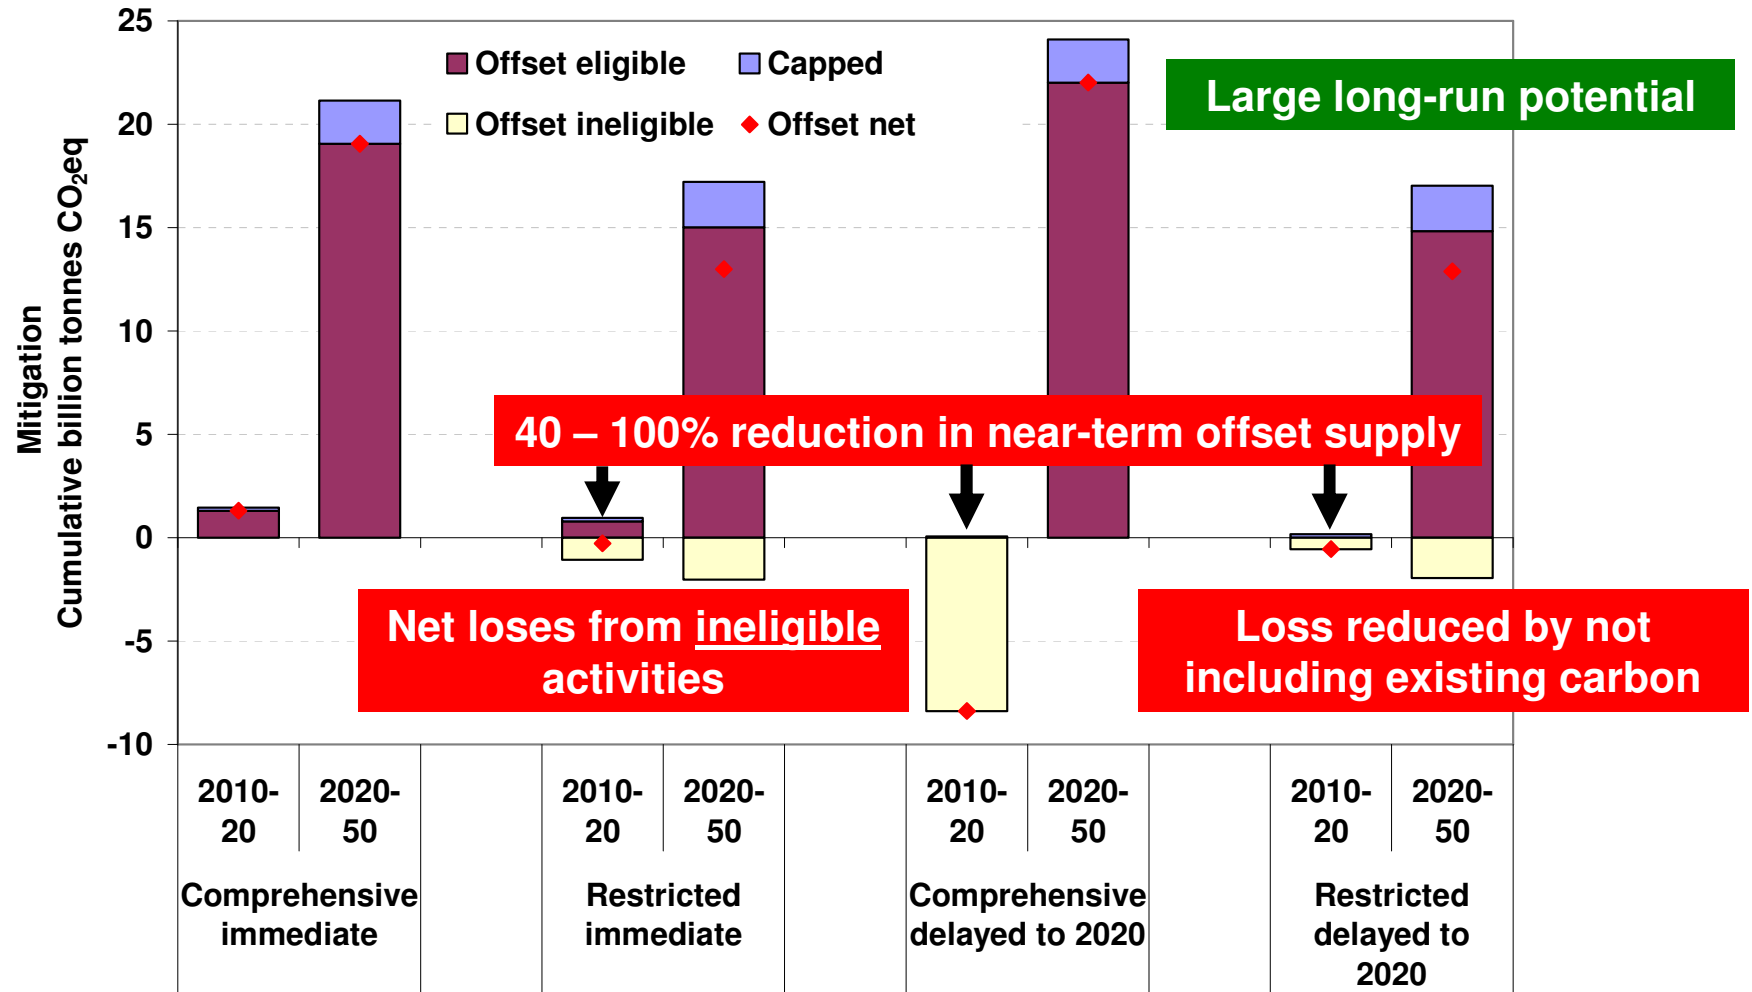 Mitigation
Cumulative billion tonnes CO₂eq
25
20
15
10
5
0
-5
-10
Offset eligible
Capped
Offset ineligible
Offset net
Large long-run potential
40 – 100% reduction in near-term offset supply
Net loses from ineligible
activities
Loss reduced by not
including existing carbon
2010-
20
2020-
50
2010-
20
2020-
50
2010-
20
2020-
50
2010-
20
2020-
50
Comprehensive
immediate
Restricted
immediate
Comprehensive
delayed to 2020
Restricted
delayed to
2020